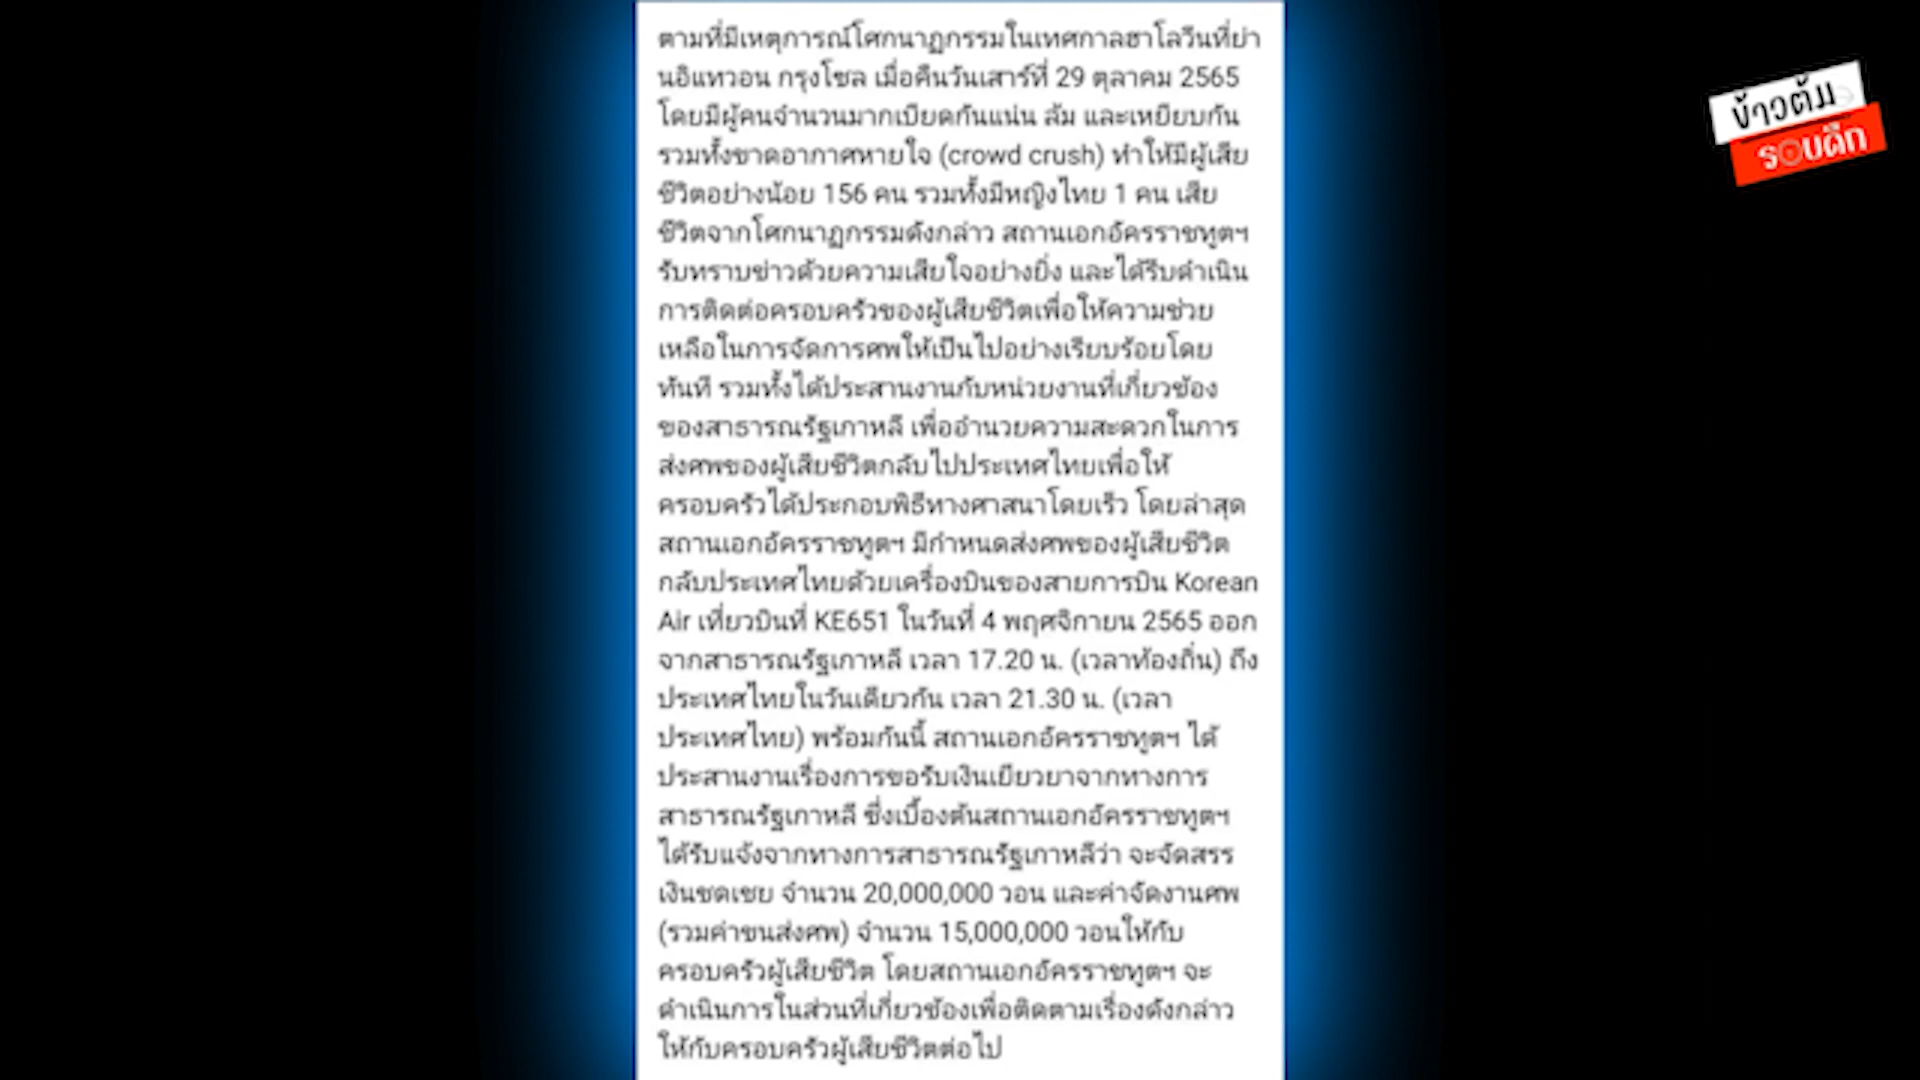 ตามที่มีเหตุการณ์โศกนาฏกรรมในเทศกาลฮาโลวีนที่ย่า
นอิแทวอน กรุงโซล เมื่อคืนวันเสาร์ที่ 29 ตุลาคม 2565
โดยมีผู้คนจำนวนมากเบียดกันแน่น ล้ม และเหยียบกัน
รวมทั้งขาดอากาศหายใจ (crowd crush) ทำให้มีผู้เสีย
ชีวิตอย่างน้อย 156 คน รวมทั้งมีหญิงไทย 1 คน เสีย
ชีวิตจากโศกนาฏกรรมดังกล่าว สถานเอกอัครราชทูตฯ
รับทราบข่าวด้วยความเสียใจอย่างยิ่ง และได้รีบดำเนิน
การติดต่อครอบครัวของผู้เสียชีวิตเพื่อให้ความช่วย
เหลือในการจัดการศพให้เป็นไปอย่างเรียบร้อยโดย
ทันที รวมทั้งได้ประสานงานกับหน่วยงานที่เกี่ยวข้อง
ของสาธารณรัฐเกาหลี เพื่ออำนวยความสะดวกในการ
ส่งศพของผู้เสียชีวิตกลับไปประเทศไทยเพื่อให้
ครอบครัวได้ประกอบพิธีทางศาสนาโดยเร็ว โดยล่าสุด
สถานเอกอัครราชทูตฯ มีกำหนดส่งศพของผู้เสียชีวิต
กลับประเทศไทยด้วยเครื่องบินของสายการบิน Korean
Air เที่ยวบินที่ KE651 ในวันที่ 4 พฤศจิกายน 2565 ออก
จากสาธารณรัฐเกาหลี เวลา 17.20 น. (เวลาท้องถิ่น) ถึง
ประเทศไทยในวันเดียวกัน เวลา 21.30 น. (เวลา
ประเทศไทย) พร้อมกันนี้ สถานเอกอัครราชทูตฯ ได้
ประสานงานเรื่องการขอรับเงินเยียวยาจากทางการ
สาธารณรัฐเกาหลี ซึ่งเบื้องต้นสถานเอกอัครราชทูตฯ
ได้รับแจ้งจากทางการสาธารณรัฐเกาหลีว่า จะจัดสรร
เงินชดเชย จำนวน 20,000,000 วอน และค่าจัดงานศพ
(รวมค่าขนส่งศพ) จำนวน 15,000,000 วอนให้กับ
ครอบครัวผู้เสียชีวิต โดยสถานเอกอัครราชทูตฯ จะ
ดำเนินการในส่วนที่เกี่ยวข้องเพื่อติดตามเรื่องดังกล่าว
ให้กับครอบครัวผู้เสียชีวิตต่อไป
ข้าวต้ม
รอบดึก